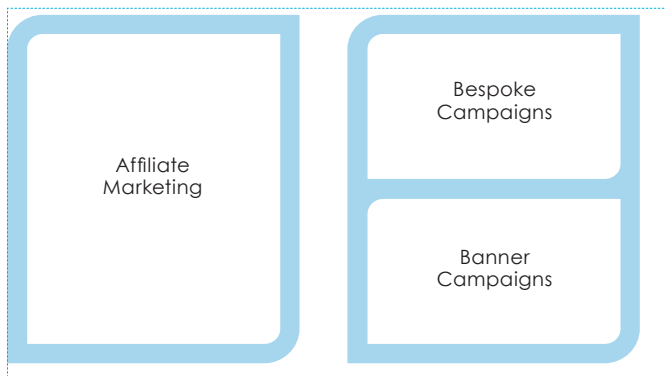 Affiliate
Marketing
Bespoke
Campaigns
Banner
Campaigns